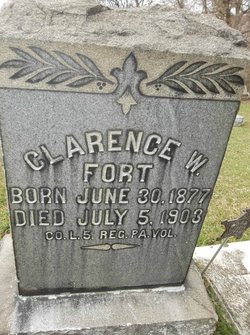 CLARENCE W.
FORT
BORN JUNE 30, 1877
DIED JULY 5, 1903
CO. L. 5. REG. PA. VOL.